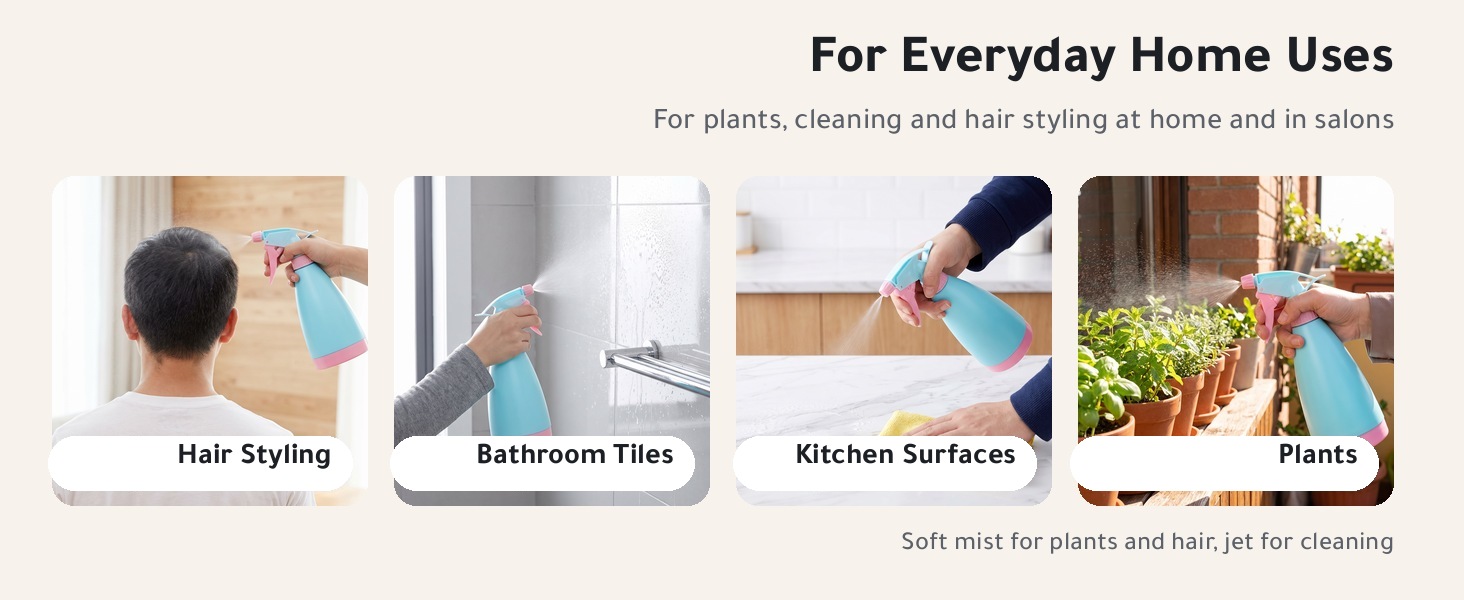 For Everyday Home Uses
For plants, cleaning and hair styling at home and in salons
Hair Styling
Bathroom Tiles
Kitchen Surfaces
Plants
Soft mist for plants and hair, jet for cleaning